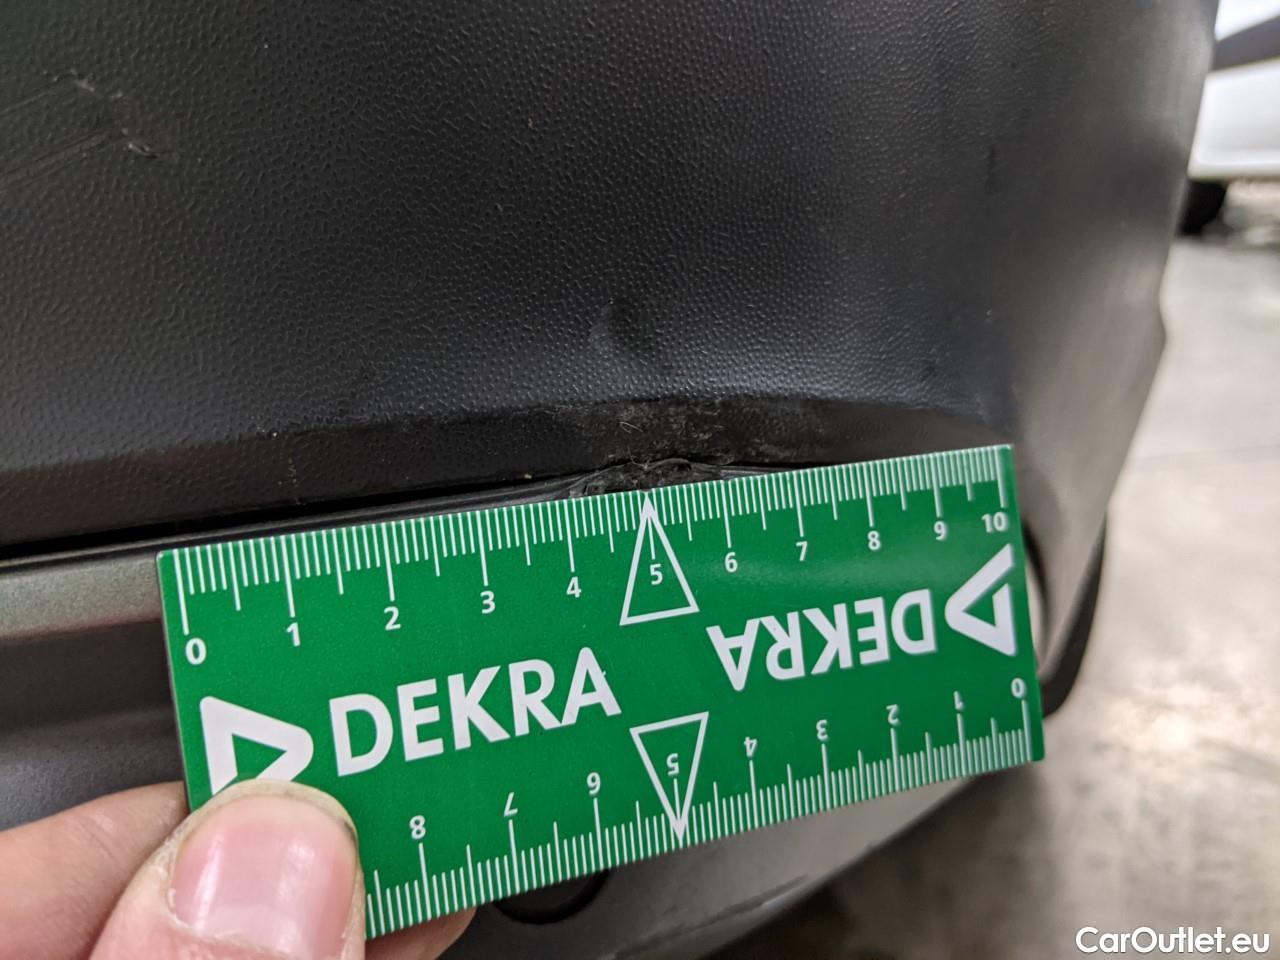 0 1 2 3 4 5 6 7 8 9 10
DEKRA
DEKRA
8 7 6 5 4 3 2 1 0
CarOutlet.eu